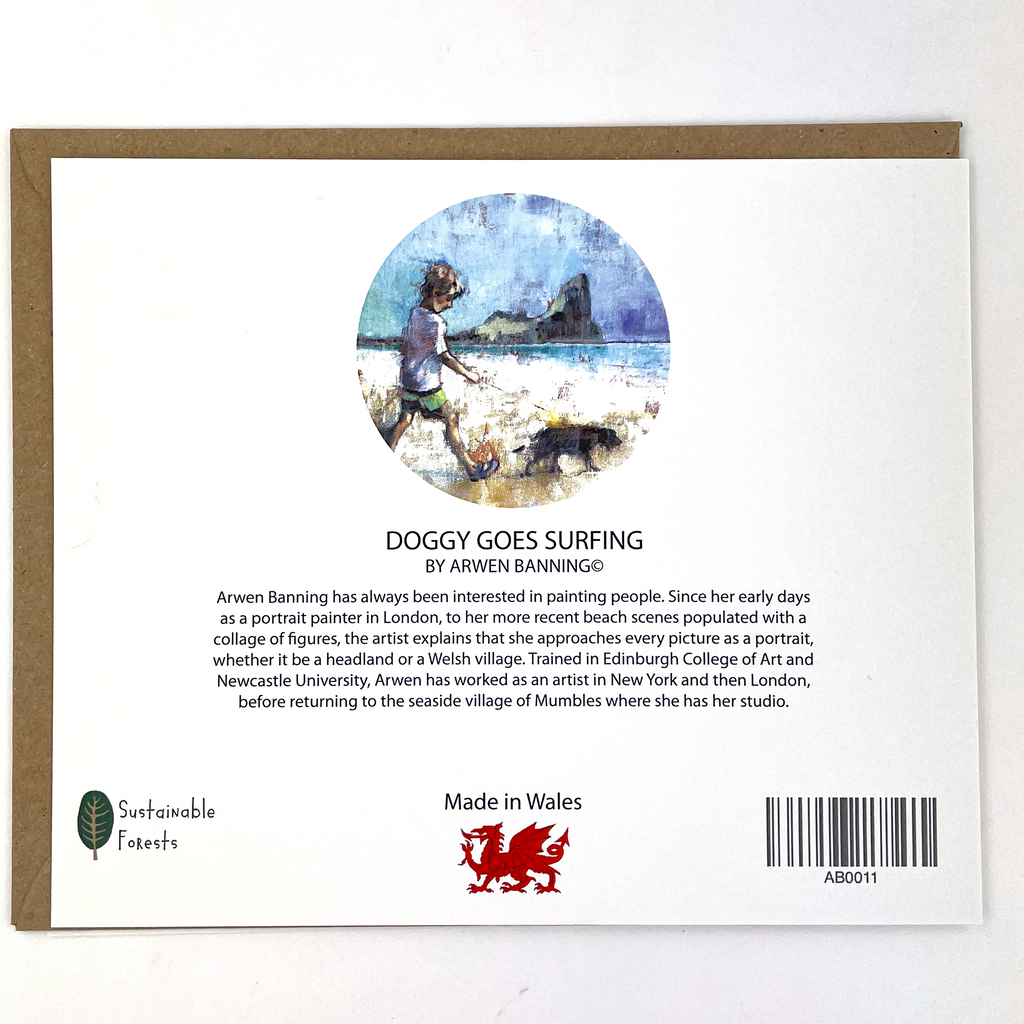 DOGGY GOES SURFING
BY ARWEN BANNING©
Arwen Banning has always been interested in painting people. Since her early days
as a portrait painter in London, to her more recent beach scenes populated with a
collage of figures, the artist explains that she approaches every picture as a portrait,
whether it be a headland or a Welsh village. Trained in Edinburgh College of Art and
Newcastle University, Arwen has worked as an artist in New York and then London,
before returning to the seaside village of Mumbles where she has her studio.
Sustainable
Forests
Made in Wales
AB0011